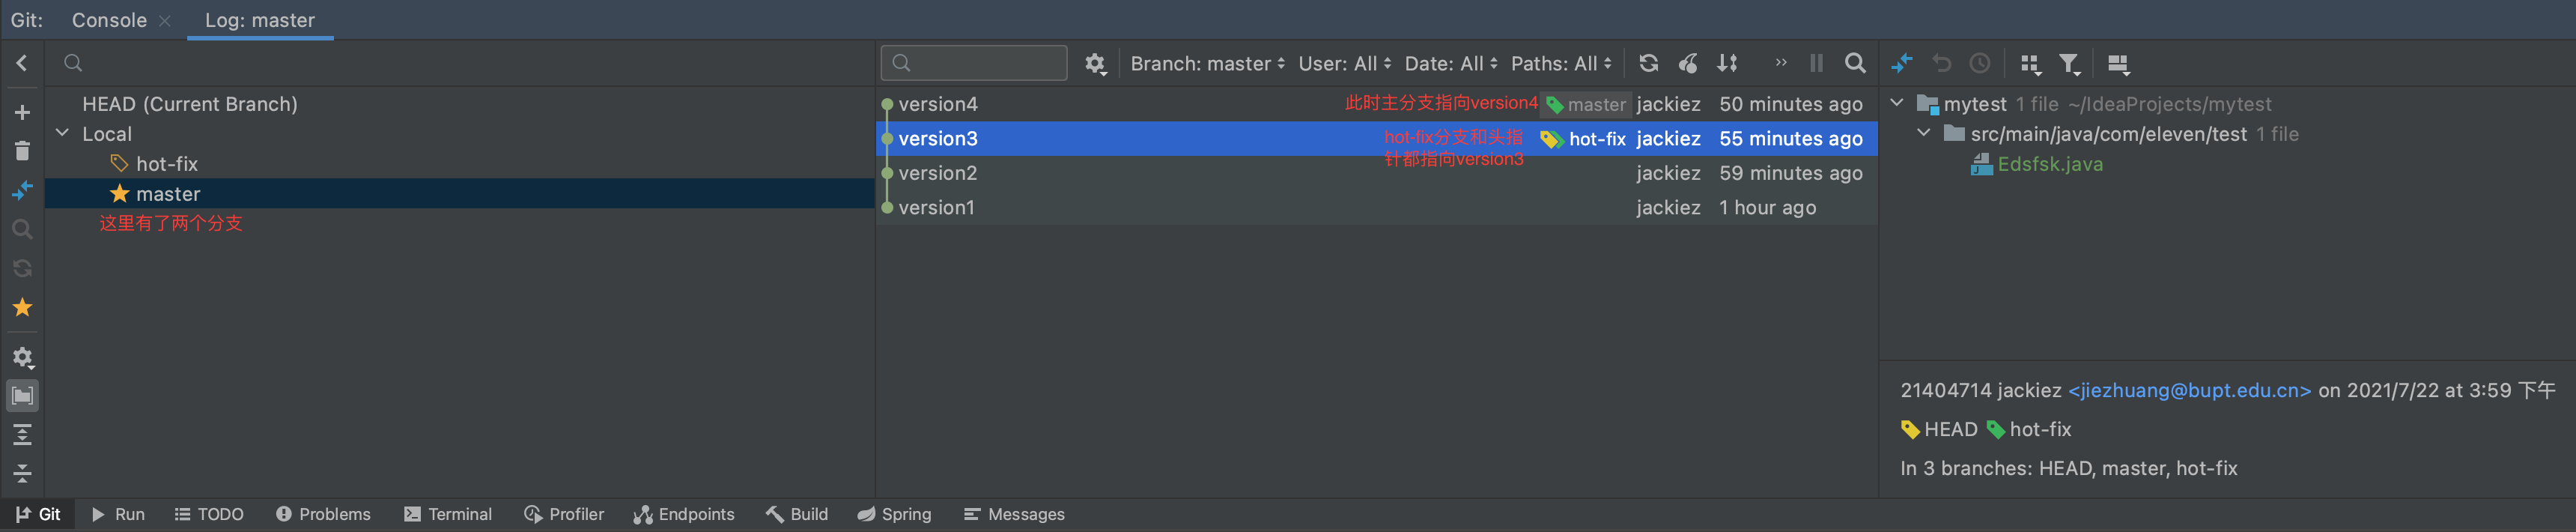 Git: Console Log: master
Branch: master User: All Date: All Paths: All
HEAD (Current Branch)
Local
hot-fix
master
这里有了两个分支
version4 此时主分支指向version4 master jackiez 50 minutes ago
version3 hot-fix分支和头指 hot-fix jackiez 55 minutes ago
针都指向version3
version2 jackiez 59 minutes ago
version1 jackiez 1 hour ago
mytest 1 file ~/IdeaProjects/mytest
src/main/java/com/eleven/test 1 file
Edsfsk.java
21404714 jackiez <jiezhuang@bupt.edu.cn> on 2021/7/22 at 3:59 下午
HEAD hot-fix
In 3 branches: HEAD, master, hot-fix
Git Run TODO Problems Terminal Profiler Endpoints Build Spring Messages